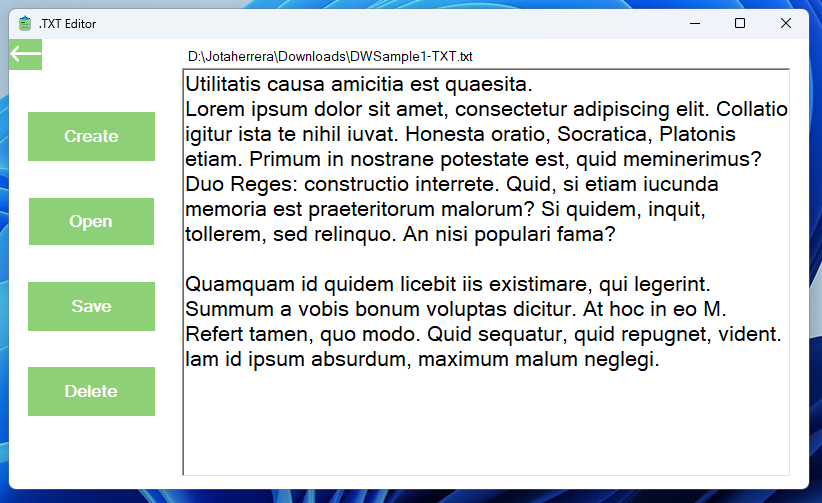 .TXT Editor
D:\Jotaherrera\Downloads\DWSample1-TXT.txt
Create
Open
Save
Delete
Utilitatis causa amicitia est quaesita.
Lorem ipsum dolor sit amet, consectetur adipiscing elit. Collatio
igitur ista te nihil iuvat. Honesta oratio, Socratica, Platonis
etiam. Primum in nostrane potestate est, quid meminerimus?
Duo Reges: constructio interrete. Quid, si etiam iucunda
memoria est praeteritorum malorum? Si quidem, inquit,
tollerem, sed relinquo. An nisi populari fama?
Quamquam id quidem licebit iis existimare, qui legerint.
Summum a vobis bonum voluptas dicitur. At hoc in eo M.
Refert tamen, quo modo. Quid sequatur, quid repugnet, vident.
Iam id ipsum absurdum, maximum malum neglegi.